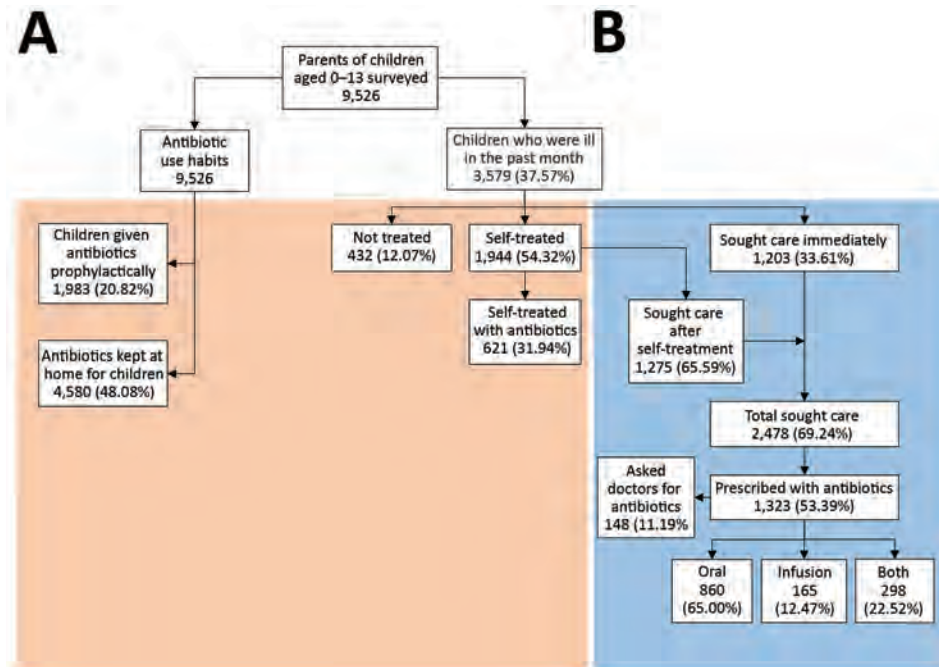 A
B
Parents of children
aged 0–13 surveyed
9,526
Antibiotic
use habits
9,526
Children who were ill
in the past month
3,579 (37.57%)
Children given
antibiotics
prophylactically
1,983 (20.82%)
Not treated
432 (12.07%)
Self-treated
1,944 (54.32%)
Sought care immediately
1,203 (33.61%)
Self-treated
with antibiotics
621 (31.94%)
Sought care
after
self-treatment
1,275 (65.59%)
Antibiotics kept at
home for children
4,580 (48.08%)
Total sought care
2,478 (69.24%)
Asked
doctors for
antibiotics
148 (11.19%
Prescribed with antibiotics
1,323 (53.39%)
Oral
860
(65.00%)
Infusion
165
(12.47%)
Both
298
(22.52%)